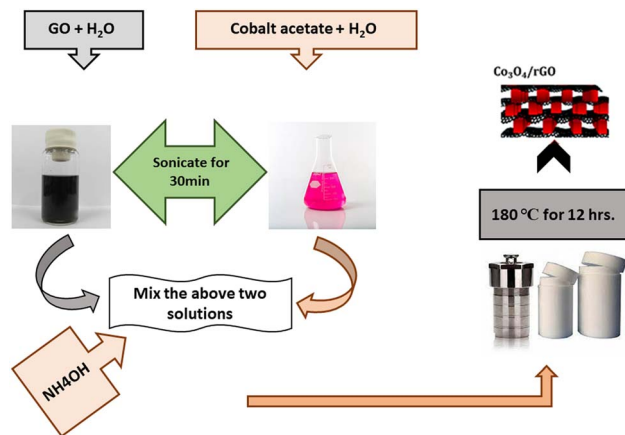 GO + H₂O
Cobalt acetate + H₂O
Co₃O₄/rGO
Sonicate for
30min
180 °C for 12 hrs.
Mix the above two
solutions
NH4OH